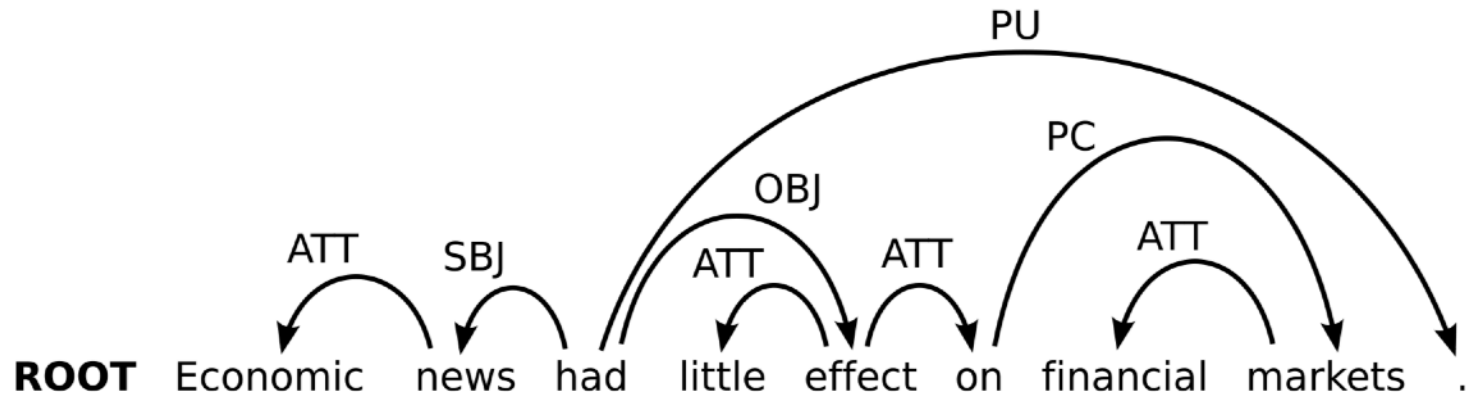 PU
PC
OBJ
ATT SBJ ATT ATT ATT
ROOT Economic news had little effect on financial markets .